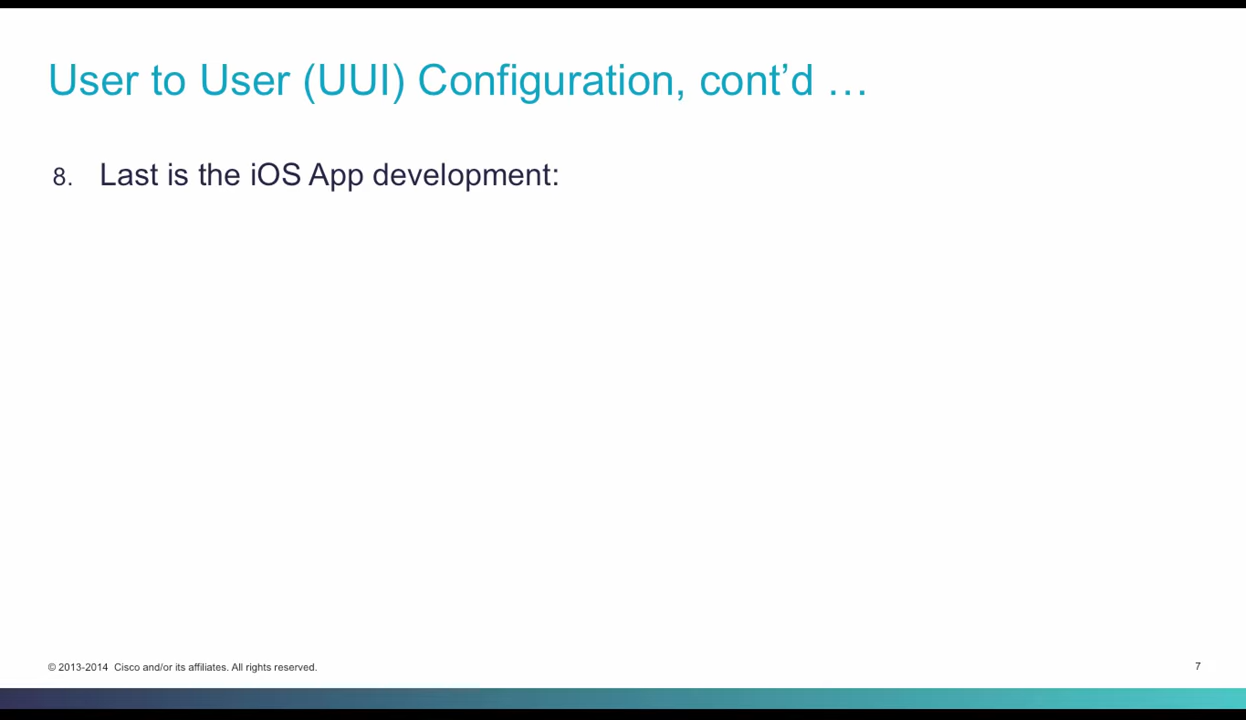 User to User (UUI) Configuration, cont’d …
8. Last is the iOS App development:
© 2013-2014 Cisco and/or its affiliates. All rights reserved.
7